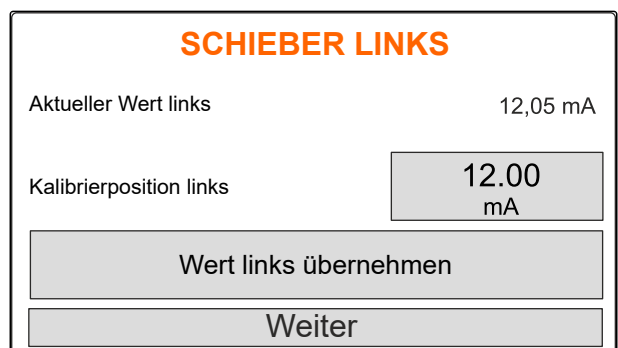 SCHIEBER LINKS
Aktueller Wert links 12,05 mA
Kalibrierposition links 12.00 mA
Wert links übernehmen
Weiter